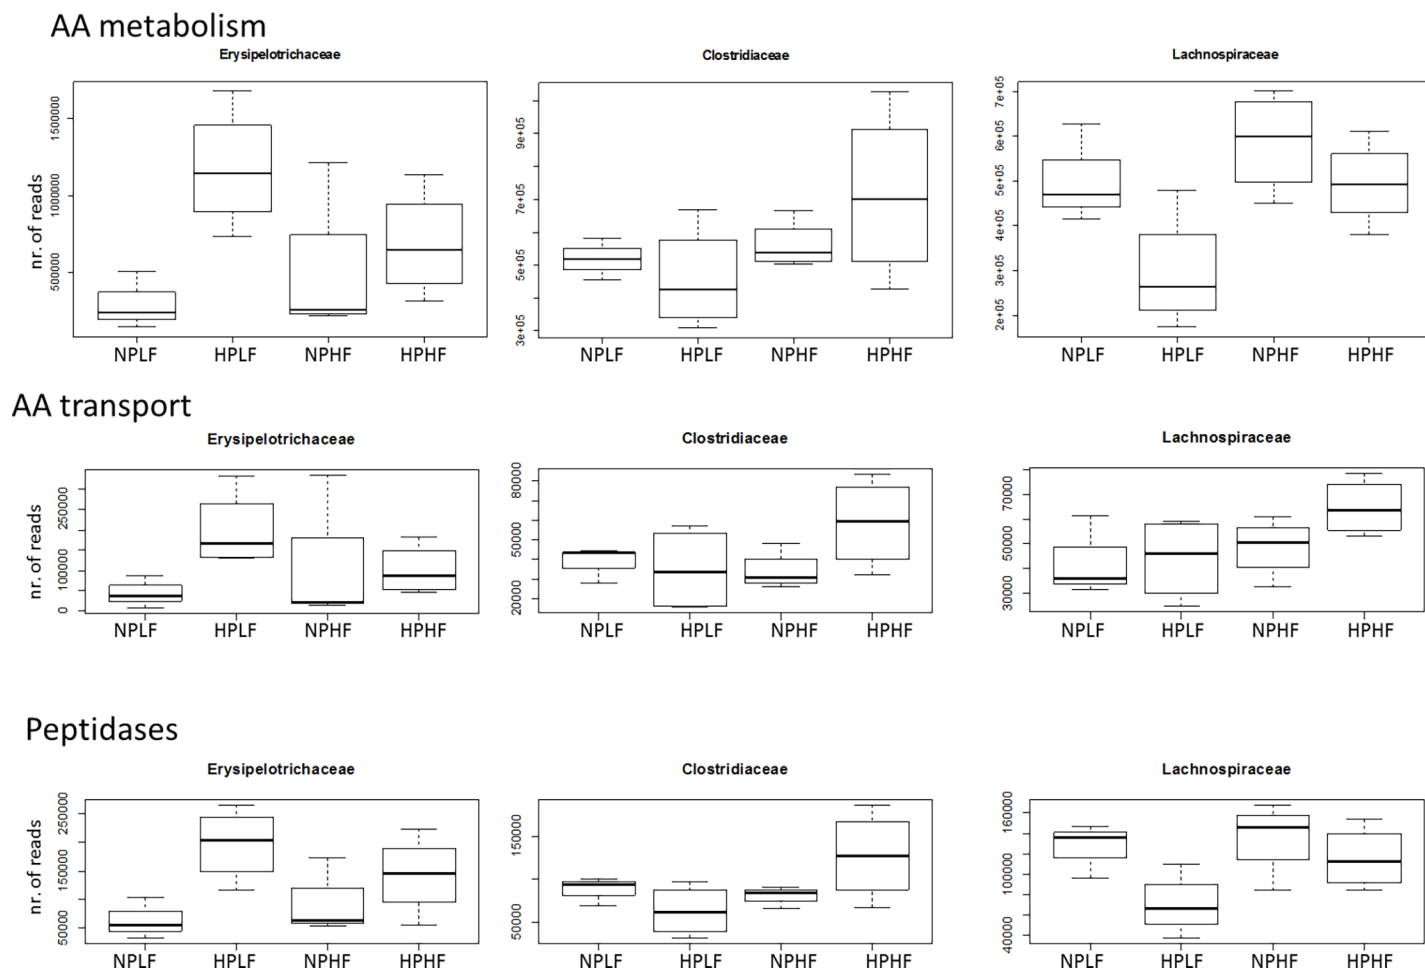 AA metabolism
Erysipelotrichaceae
Clostridiaceae
Lachnospiraceae
nr. of reads
1500000
1000000
500000
9e+05
7e+05
5e+05
3e+05
7e+05
6e+05
5e+05
4e+05
3e+05
2e+05
NPLF HPLF NPHF HPHF
NPLF HPLF NPHF HPHF
NPLF HPLF NPHF HPHF
AA transport
Erysipelotrichaceae
Clostridiaceae
Lachnospiraceae
nr. of reads
250000
100000
0
80000
50000
20000
70000
50000
30000
NPLF HPLF NPHF HPHF
NPLF HPLF NPHF HPHF
NPLF HPLF NPHF HPHF
Peptidases
Erysipelotrichaceae
Clostridiaceae
Lachnospiraceae
nr. of reads
250000
150000
50000
150000
50000
160000
100000
40000
NPLF HPLF NPHF HPHF
NPLF HPLF NPHF HPHF
NPLF HPLF NPHF HPHF